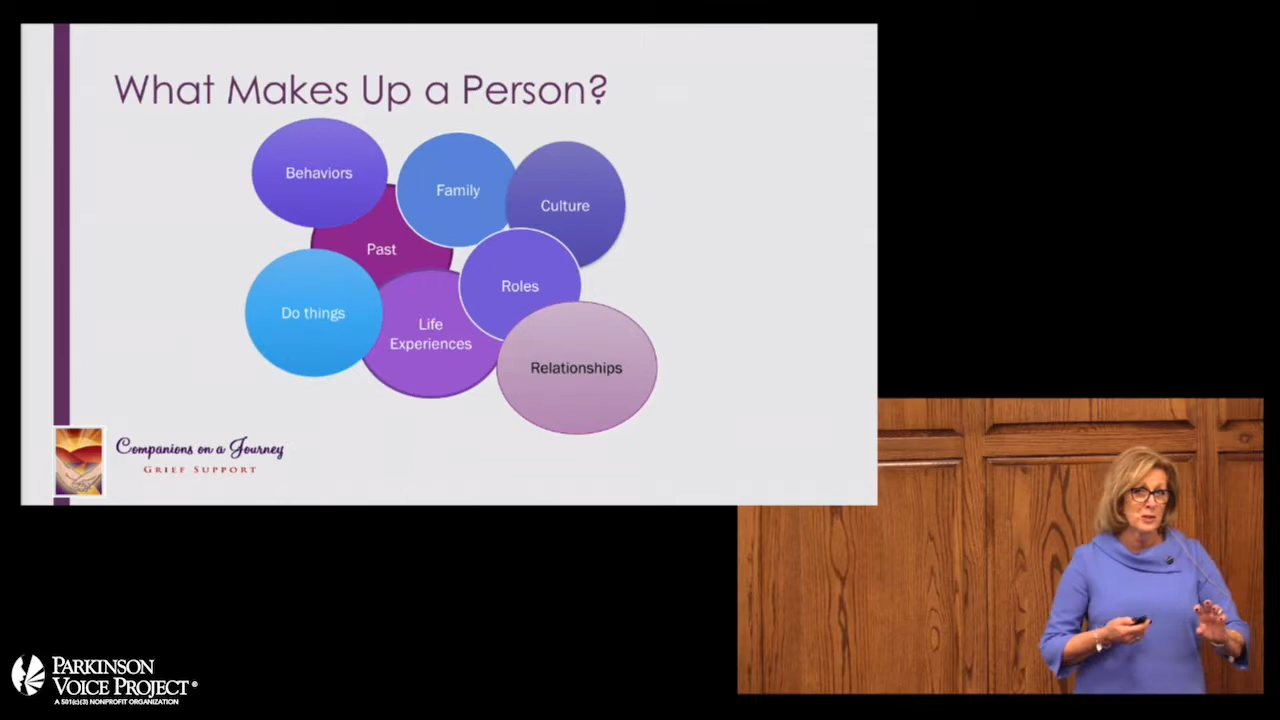 What Makes Up a Person?
Behaviors
Family
Culture
Past
Roles
Do things
Life
Experiences
Relationships
Companions on a Journey
GRIEF SUPPORT
PARKINSON
VOICE PROJECT®
A 501(c)(3) NONPROFIT ORGANIZATION